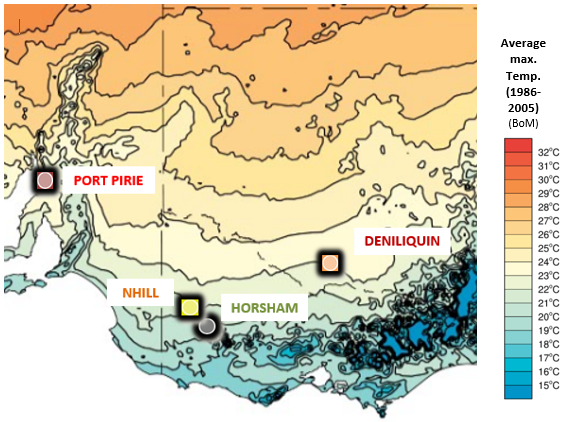 Average
max.
Temp.
(1986-
2005)
(BoM)
PORT PIRIE
DENILIQUIN
NHILL
HORSHAM
32°C
31°C
30°C
29°C
28°C
27°C
26°C
25°C
24°C
23°C
22°C
21°C
20°C
19°C
18°C
17°C
16°C
15°C